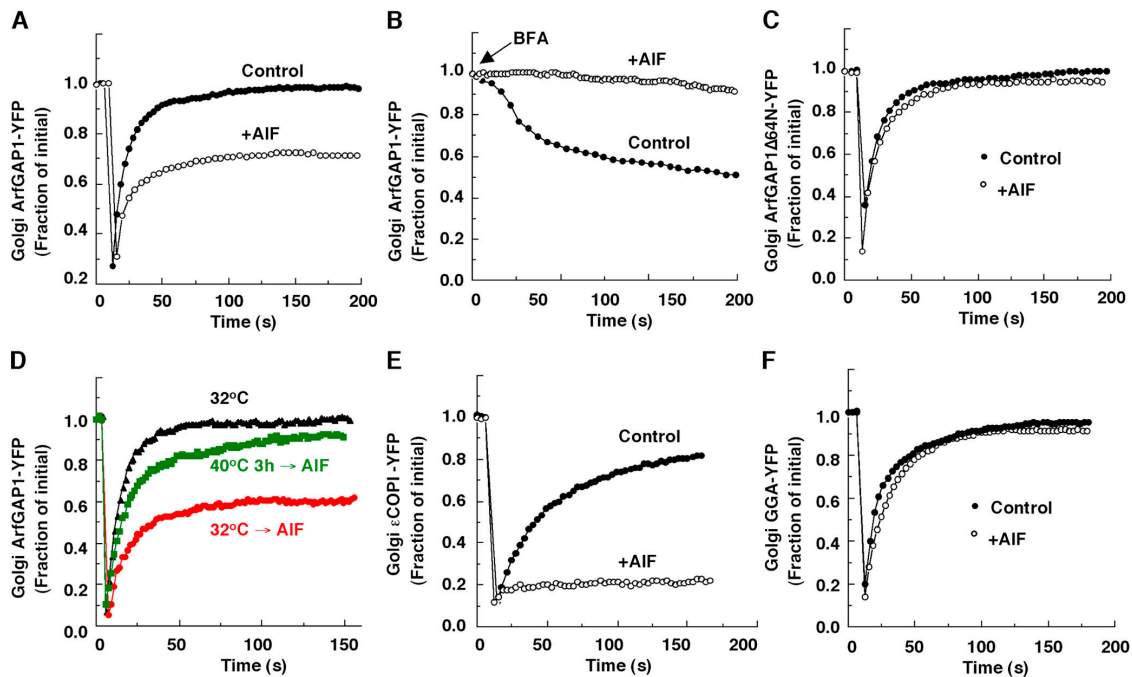 A
Golgi ArfGAP1-YFP
(Fraction of initial)
1.0
0.8
0.6
0.4
0.2
Control
+AlF
0
50
100
150
200
Time (s)
B
Golgi ArfGAP1-YFP
(Fraction of initial)
1.0
0.8
0.6
0.4
0.2
0.0
BFA
+AlF
Control
0
50
100
150
200
Time (s)
C
Golgi ArfGAP1Δ64N-YFP
(Fraction of initial)
1.0
0.8
0.6
0.4
0.2
0.0
Control
+AlF
0
50
100
150
200
Time (s)
D
Golgi ArfGAP1-YFP
(Fraction of initial)
1.0
0.8
0.6
0.4
0.2
0.0
32°C
40°C 3h → AlF
32°C → AlF
0
50
100
150
Time (s)
E
Golgi εCOPI-YFP
(Fraction of initial)
1.0
0.8
0.6
0.4
0.2
0.0
Control
+AlF
0
50
100
150
200
Time (s)
F
Golgi GGA-YFP
(Fraction of initial)
1.0
0.8
0.6
0.4
0.2
0.0
Control
+AlF
0
50
100
150
200
Time (s)